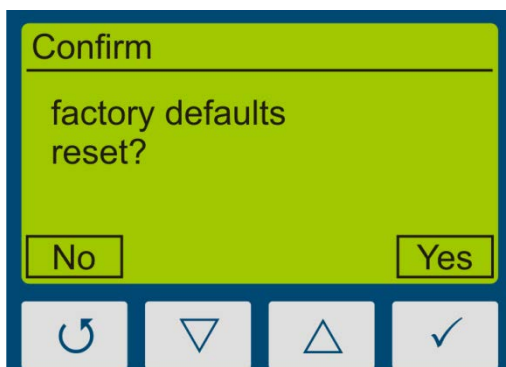 Confirm
factory defaults
reset?
No Yes